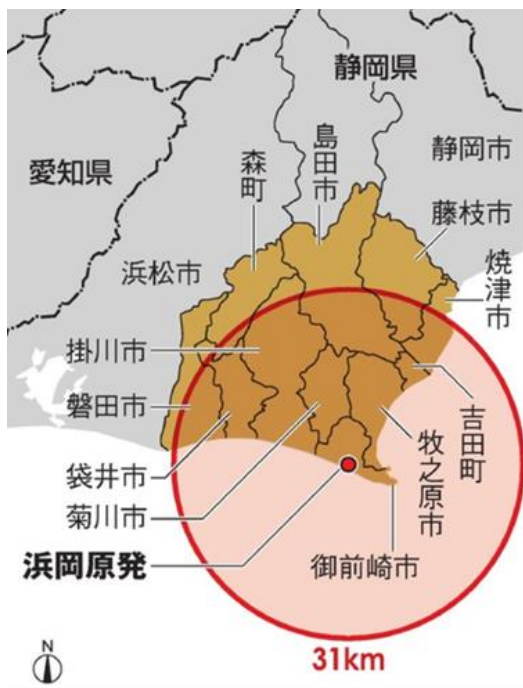 静岡県
愛知県
森町
島田市
静岡市
藤枝市
浜松市
焼津市
掛川市
磐田市
吉田町
袋井市
牧之原市
菊川市
浜岡原発
御前崎市
31km
N